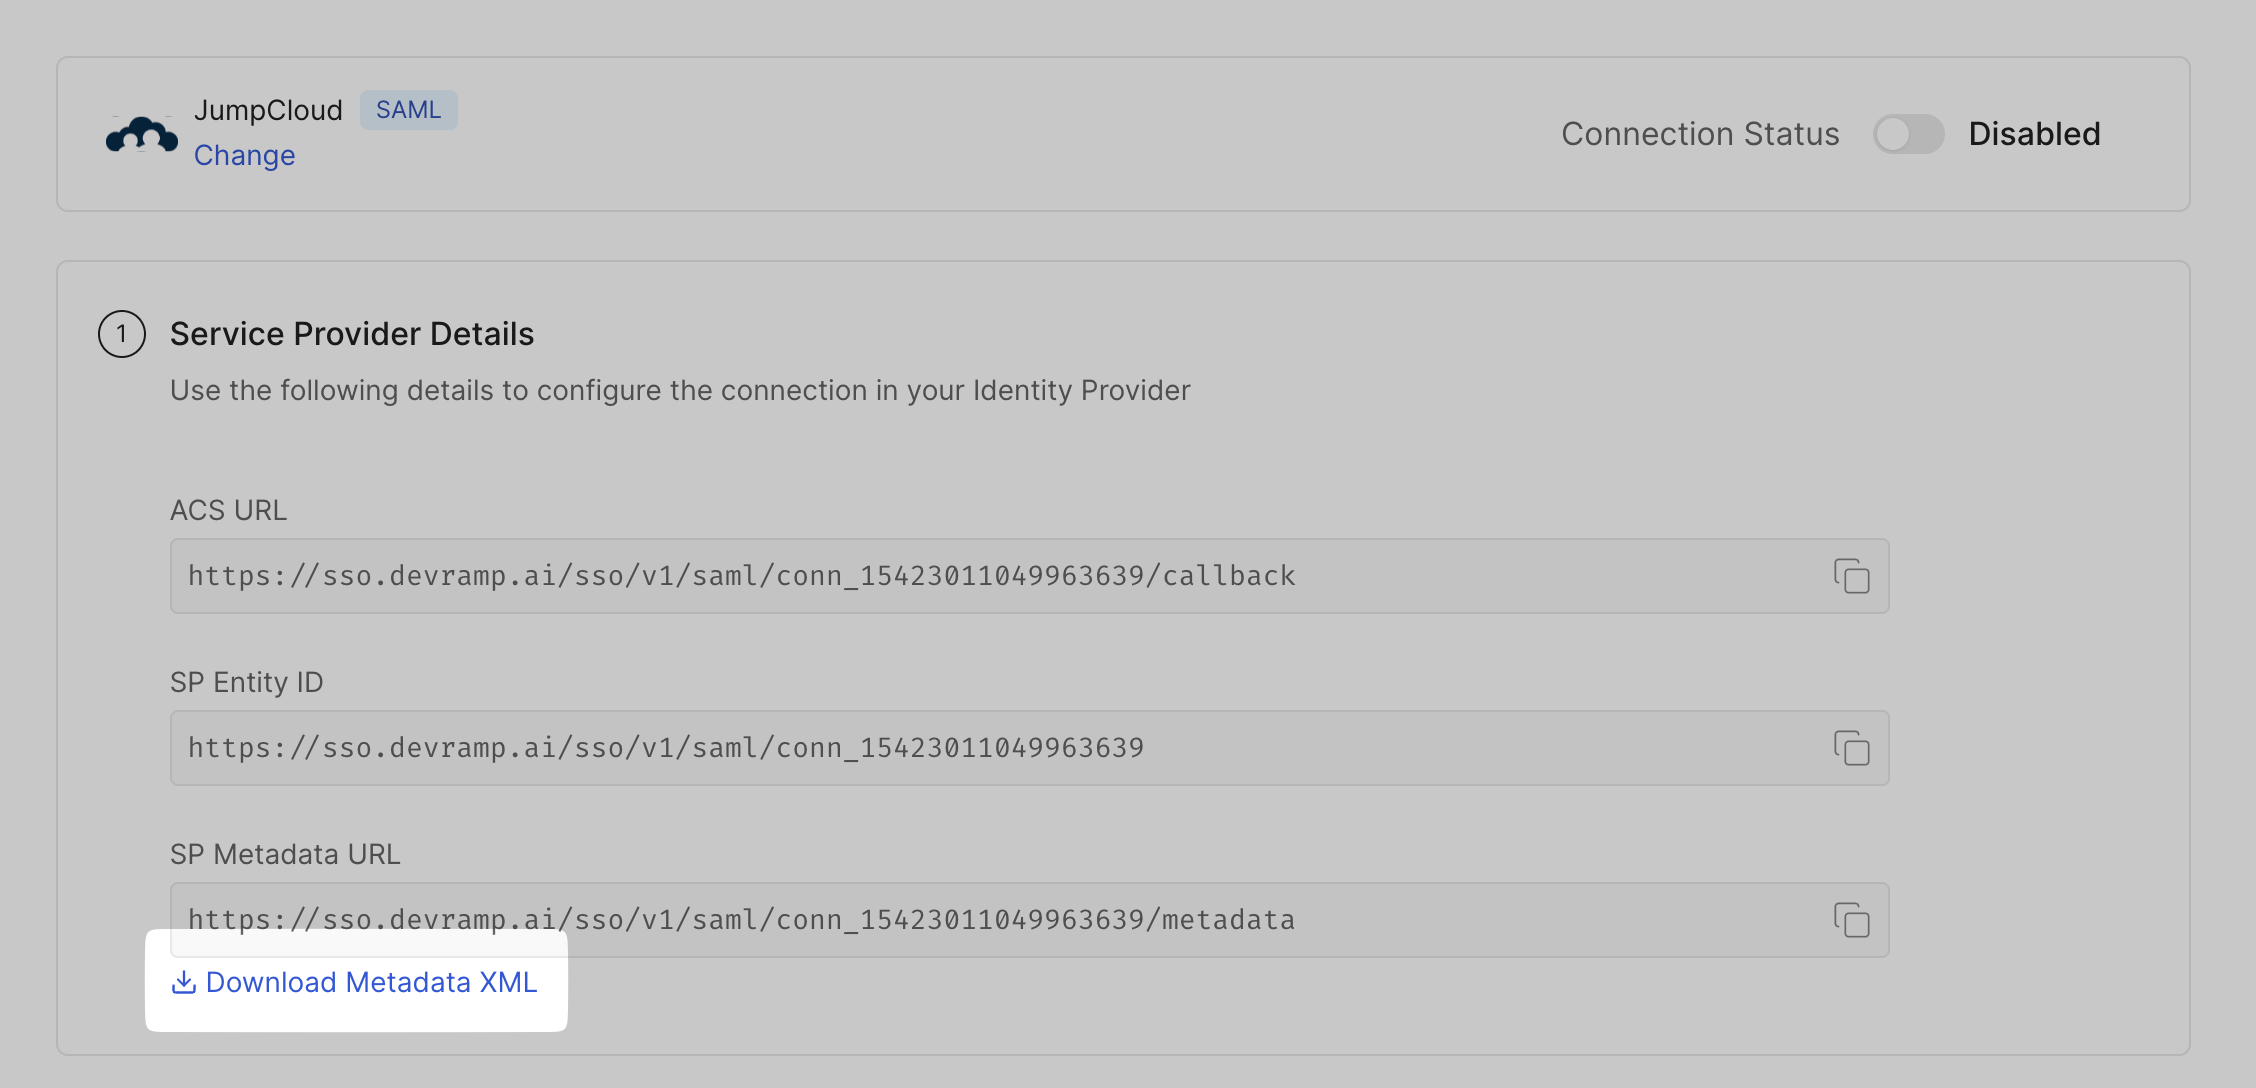 JumpCloud SAML
Change
Connection Status Disabled
1 Service Provider Details
Use the following details to configure the connection in your Identity Provider
ACS URL
https://sso.devramp.ai/sso/v1/saml/conn_15423011049963639/callback
SP Entity ID
https://sso.devramp.ai/sso/v1/saml/conn_15423011049963639
SP Metadata URL
https://sso.devramp.ai/sso/v1/saml/conn_15423011049963639/metadata
Download Metadata XML